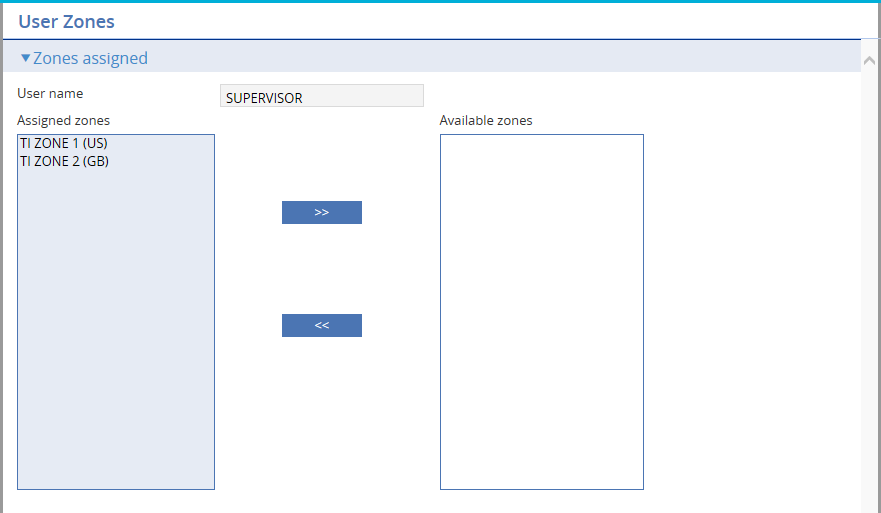 User Zones
▼Zones assigned
User name
SUPERVISOR
Assigned zones
Available zones
TI ZONE 1 (US)
TI ZONE 2 (GB)
>>
<<